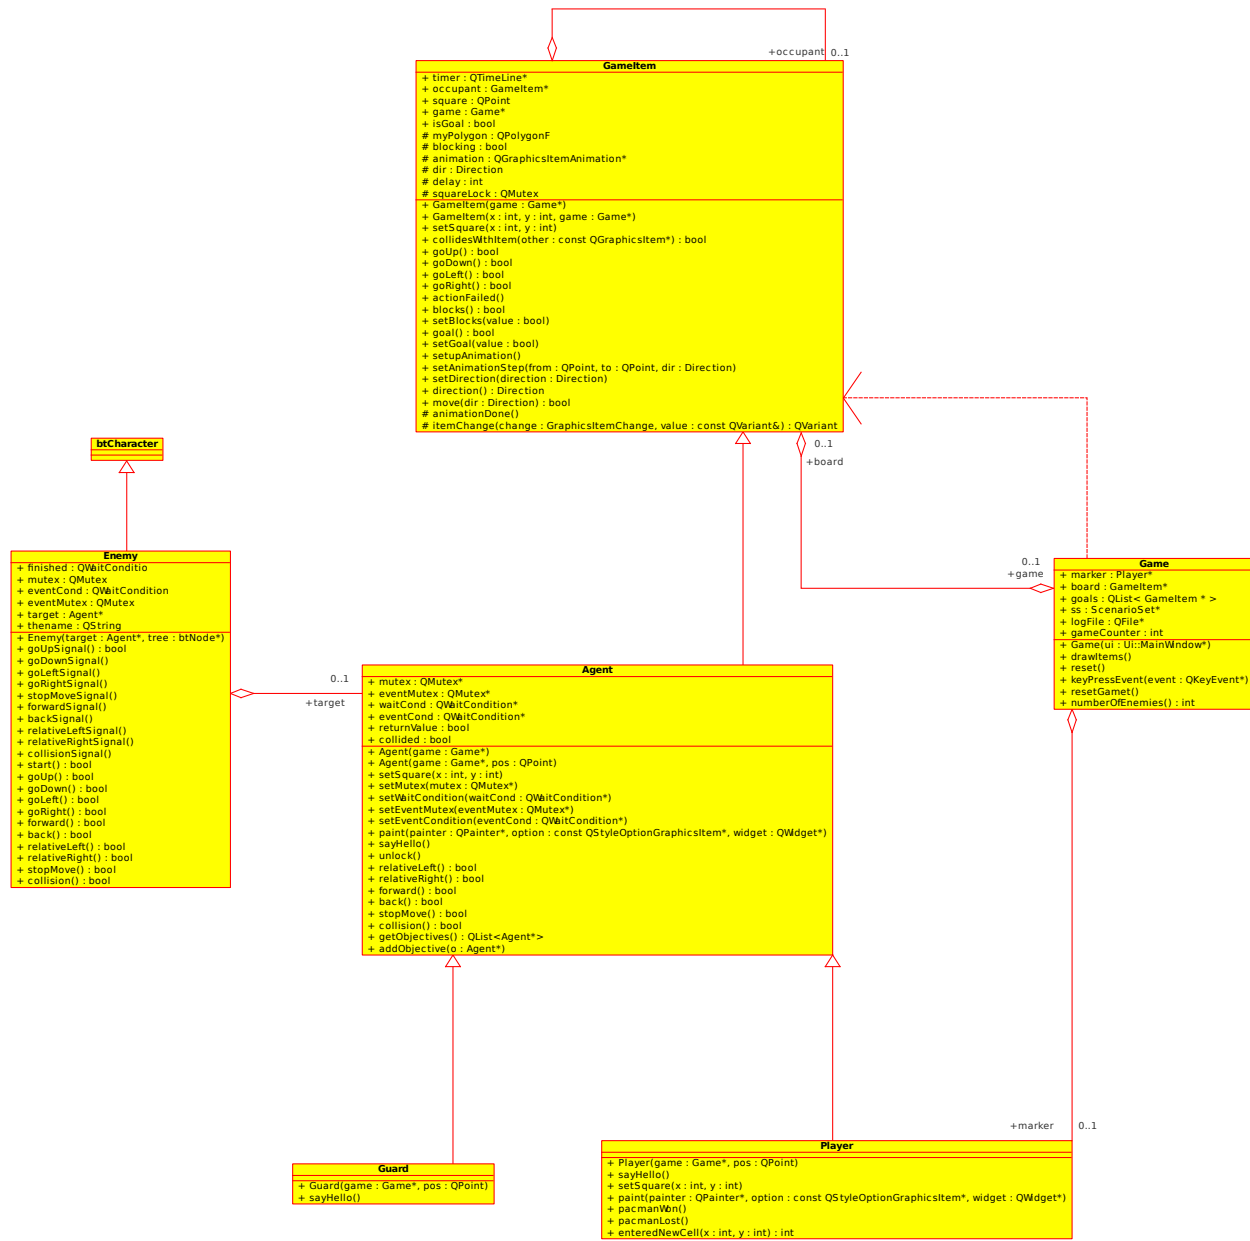 +occupant 0..1
GameItem
+ timer : QTimeLine*
+ occupant : GameItem*
+ square : QPoint
+ game : Game*
+ isGoal : bool
# myPolygon : QPolygonF
# blocking : bool
# animation : QGraphicsItemAnimation*
# dir : Direction
# delay : int
# squareLock : QMutex
+ GameItem(game : Game*)
+ GameItem(x : int, y : int, game : Game*)
+ setSquare(x : int, y : int)
+ collidesWithItem(other : const QGraphicsItem*) : bool
+ goUp() : bool
+ goDown() : bool
+ goLeft() : bool
+ goRight() : bool
+ actionFailed()
+ blocks() : bool
+ setBlocks(value : bool)
+ goal() : bool
+ setGoal(value : bool)
+ setupAnimation()
+ setAnimationStep(from : QPoint, to : QPoint, dir : Direction)
+ setDirection(direction : Direction)
+ direction() : Direction
+ move(dir : Direction) : bool
# animationDone()
# itemChange(change : GraphicsItemChange, value : const QVariant&) : QVariant
0..1
+board
btCharacter
Enemy
+ finished : QWaitConditio
+ mutex : QMutex
+ eventCond : QWaitCondition
+ eventMutex : QMutex
+ target : Agent*
+ thename : QString
+ Enemy(target : Agent*, tree : btNode*)
+ goUpSignal() : bool
+ goDownSignal()
+ goLeftSignal()
+ goRightSignal()
+ stopMoveSignal()
+ forwardSignal()
+ backSignal()
+ relativeLeftSignal()
+ relativeRightSignal()
+ collisionSignal()
+ start() : bool
+ goUp() : bool
+ goDown() : bool
+ goLeft() : bool
+ goRight() : bool
+ forward() : bool
+ back() : bool
+ relativeLeft() : bool
+ relativeRight() : bool
+ stopMove() : bool
+ collision() : bool
0..1
+game
Game
+ marker : Player*
+ board : GameItem*
+ goals : QList< GameItem * >
+ ss : ScenarioSet*
+ logFile : QFile*
+ gameCounter : int
+ Game(ui : Ui::MainWindow*)
+ drawItems()
+ reset()
+ keyPressEvent(event : QKeyEvent*)
+ resetGamet()
+ numberOfEnemies() : int
0..1
+target
Agent
+ mutex : QMutex*
+ eventMutex : QMutex*
+ waitCond : QWaitCondition*
+ eventCond : QWaitCondition*
+ returnValue : bool
+ collided : bool
+ Agent(game : Game*)
+ Agent(game : Game*, pos : QPoint)
+ setSquare(x : int, y : int)
+ setMutex(mutex : QMutex*)
+ setWaitCondition(waitCond : QWaitCondition*)
+ setEventMutex(eventMutex : QMutex*)
+ setEventCondition(eventCond : QWaitCondition*)
+ paint(painter : QPainter*, option : const QStyleOptionGraphicsItem*, widget : QWidget*)
+ sayHello()
+ unlock()
+ relativeLeft() : bool
+ relativeRight() : bool
+ forward() : bool
+ back() : bool
+ stopMove() : bool
+ collision() : bool
+ getObjectives() : QList<Agent*>
+ addObjective(o : Agent*)
+marker 0..1
Guard
+ Guard(game : Game*, pos : QPoint)
+ sayHello()
Player
+ Player(game : Game*, pos : QPoint)
+ sayHello()
+ setSquare(x : int, y : int)
+ paint(painter : QPainter*, option : const QStyleOptionGraphicsItem*, widget : QWidget*)
+ pacmanWon()
+ pacmanLost()
+ enteredNewCell(x : int, y : int) : int